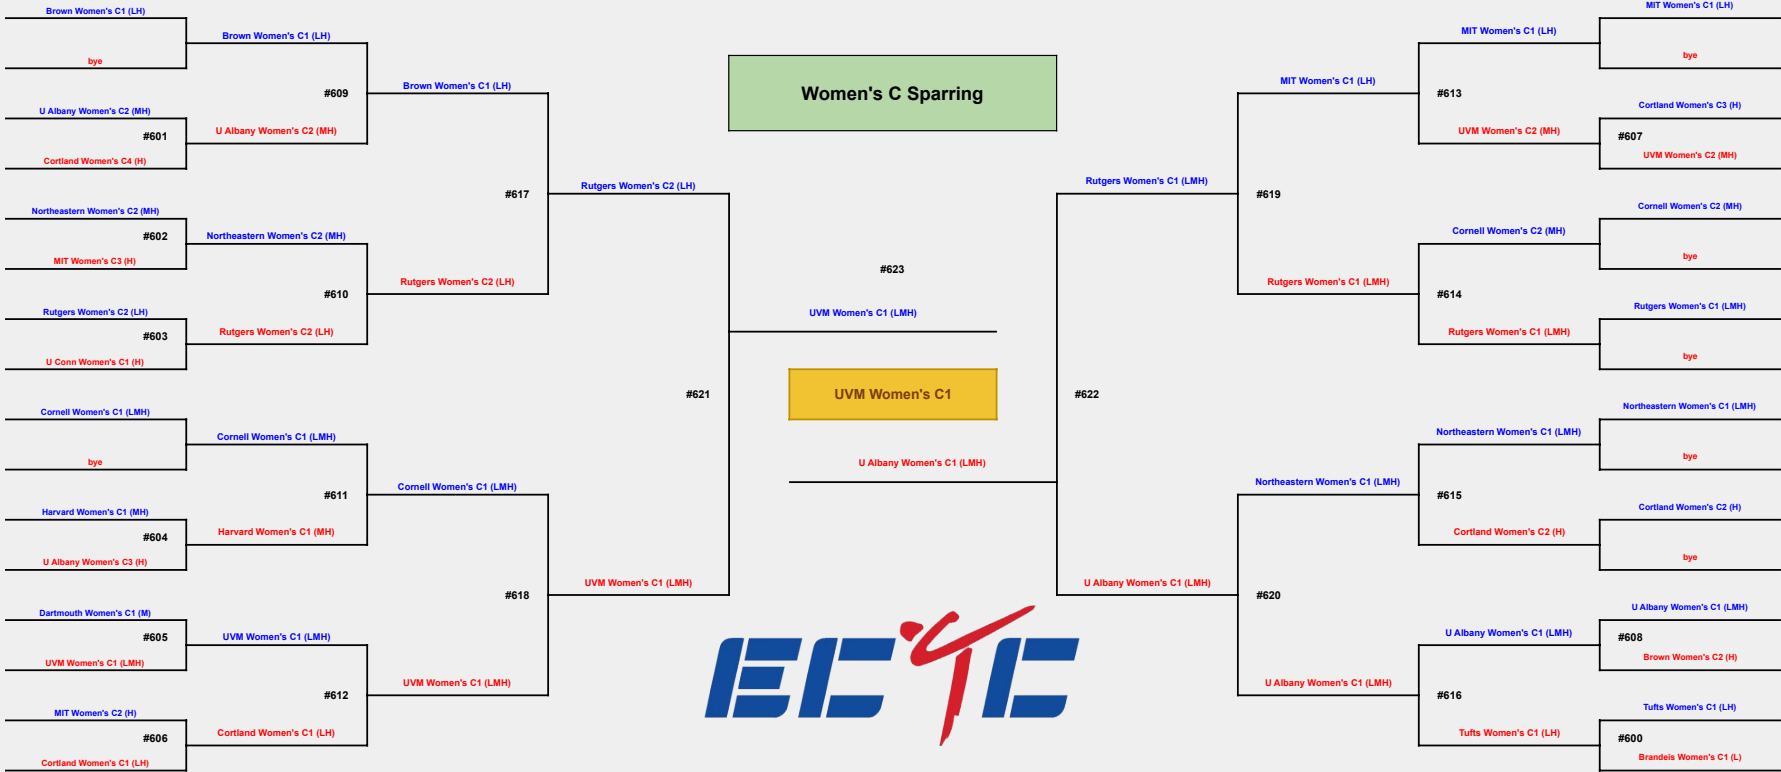 Brown Women's C1 (LH)
bye
U Albany Women's C2 (MH)
#601
Cortland Women's C4 (H)
Northeastern Women's C2 (MH)
#602
MIT Women's C3 (H)
Rutgers Women's C2 (LH)
#603
U Conn Women's C1 (H)
Cornell Women's C1 (LMH)
bye
Harvard Women's C1 (MH)
#604
U Albany Women's C3 (H)
Dartmouth Women's C1 (M)
#605
UVM Women's C1 (LMH)
MIT Women's C2 (H)
#606
Cortland Women's C1 (LH)
Brown Women's C1 (LH)
#609
U Albany Women's C2 (MH)
Northeastern Women's C2 (MH)
#610
Rutgers Women's C2 (LH)
Cornell Women's C1 (LMH)
#611
Harvard Women's C1 (MH)
UVM Women's C1 (LMH)
#612
Cortland Women's C1 (LH)
Brown Women's C1 (LH)
#617
Rutgers Women's C2 (LH)
Cornell Women's C1 (LMH)
#618
UVM Women's C1 (LMH)
Rutgers Women's C2 (LH)
#621
UVM Women's C1 (LMH)
Women's C Sparring
#623
UVM Women's C1 (LMH)
UVM Women's C1
U Albany Women's C1 (LMH)
ECTC
Rutgers Women's C1 (LMH)
#622
U Albany Women's C1 (LMH)
MIT Women's C1 (LH)
#619
Rutgers Women's C1 (LMH)
Northeastern Women's C1 (LMH)
#620
U Albany Women's C1 (LMH)
MIT Women's C1 (LH)
#613
UVM Women's C2 (MH)
Cornell Women's C2 (MH)
#614
Rutgers Women's C1 (LMH)
Northeastern Women's C1 (LMH)
#615
Cortland Women's C2 (H)
U Albany Women's C1 (LMH)
#616
Tufts Women's C1 (LH)
MIT Women's C1 (LH)
bye
Cortland Women's C3 (H)
#607
UVM Women's C2 (MH)
Cornell Women's C2 (MH)
bye
Rutgers Women's C1 (LMH)
bye
Northeastern Women's C1 (LMH)
bye
Cortland Women's C2 (H)
bye
U Albany Women's C1 (LMH)
#608
Brown Women's C2 (H)
Tufts Women's C1 (LH)
#600
Brandeis Women's C1 (L)